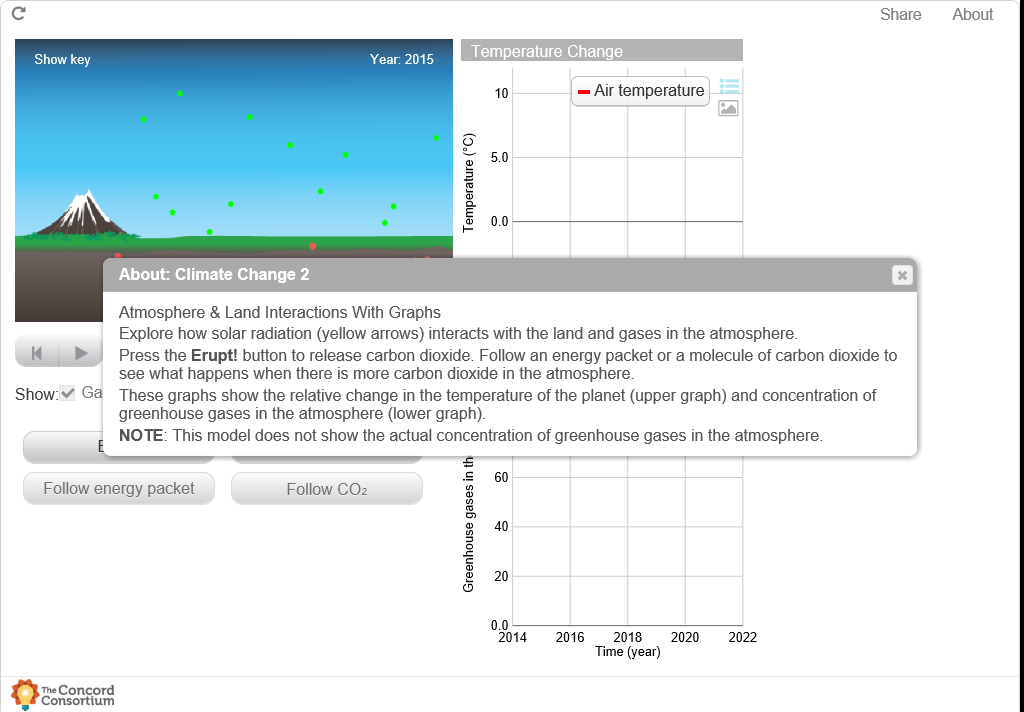 Share About
Show key
Year: 2015
Temperature Change
Air temperature
10
5.0
0.0
Temperature (°C)
About: Climate Change 2
Atmosphere & Land Interactions With Graphs
Explore how solar radiation (yellow arrows) interacts with the land and gases in the atmosphere.
Press the Erupt! button to release carbon dioxide. Follow an energy packet or a molecule of carbon dioxide to
see what happens when there is more carbon dioxide in the atmosphere.
These graphs show the relative change in the temperature of the planet (upper graph) and concentration of
greenhouse gases in the atmosphere (lower graph).
NOTE: This model does not show the actual concentration of greenhouse gases in the atmosphere.
Show:
Follow energy packet
Follow CO₂
Greenhouse gases in the
60
40
20
0.0
2014 2016 2018 2020 2022
Time (year)
The Concord
Consortium